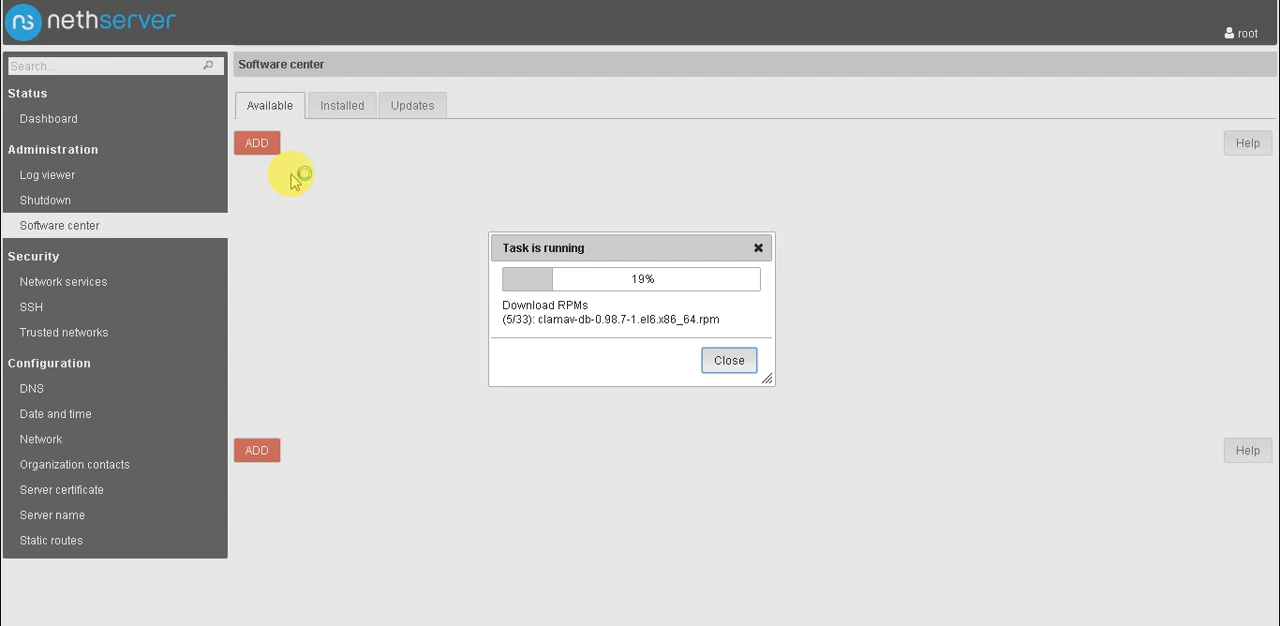 nethserver
root
Search...
Software center
Status
Dashboard
Administration
Log viewer
Shutdown
Software center
Security
Network services
SSH
Trusted networks
Configuration
DNS
Date and time
Network
Organization contacts
Server certificate
Server name
Static routes
Available
Installed
Updates
ADD
Help
Task is running
19%
Download RPMs
(5/33): clamav-db-0.98.7-1.el6.x86_64.rpm
Close
ADD
Help